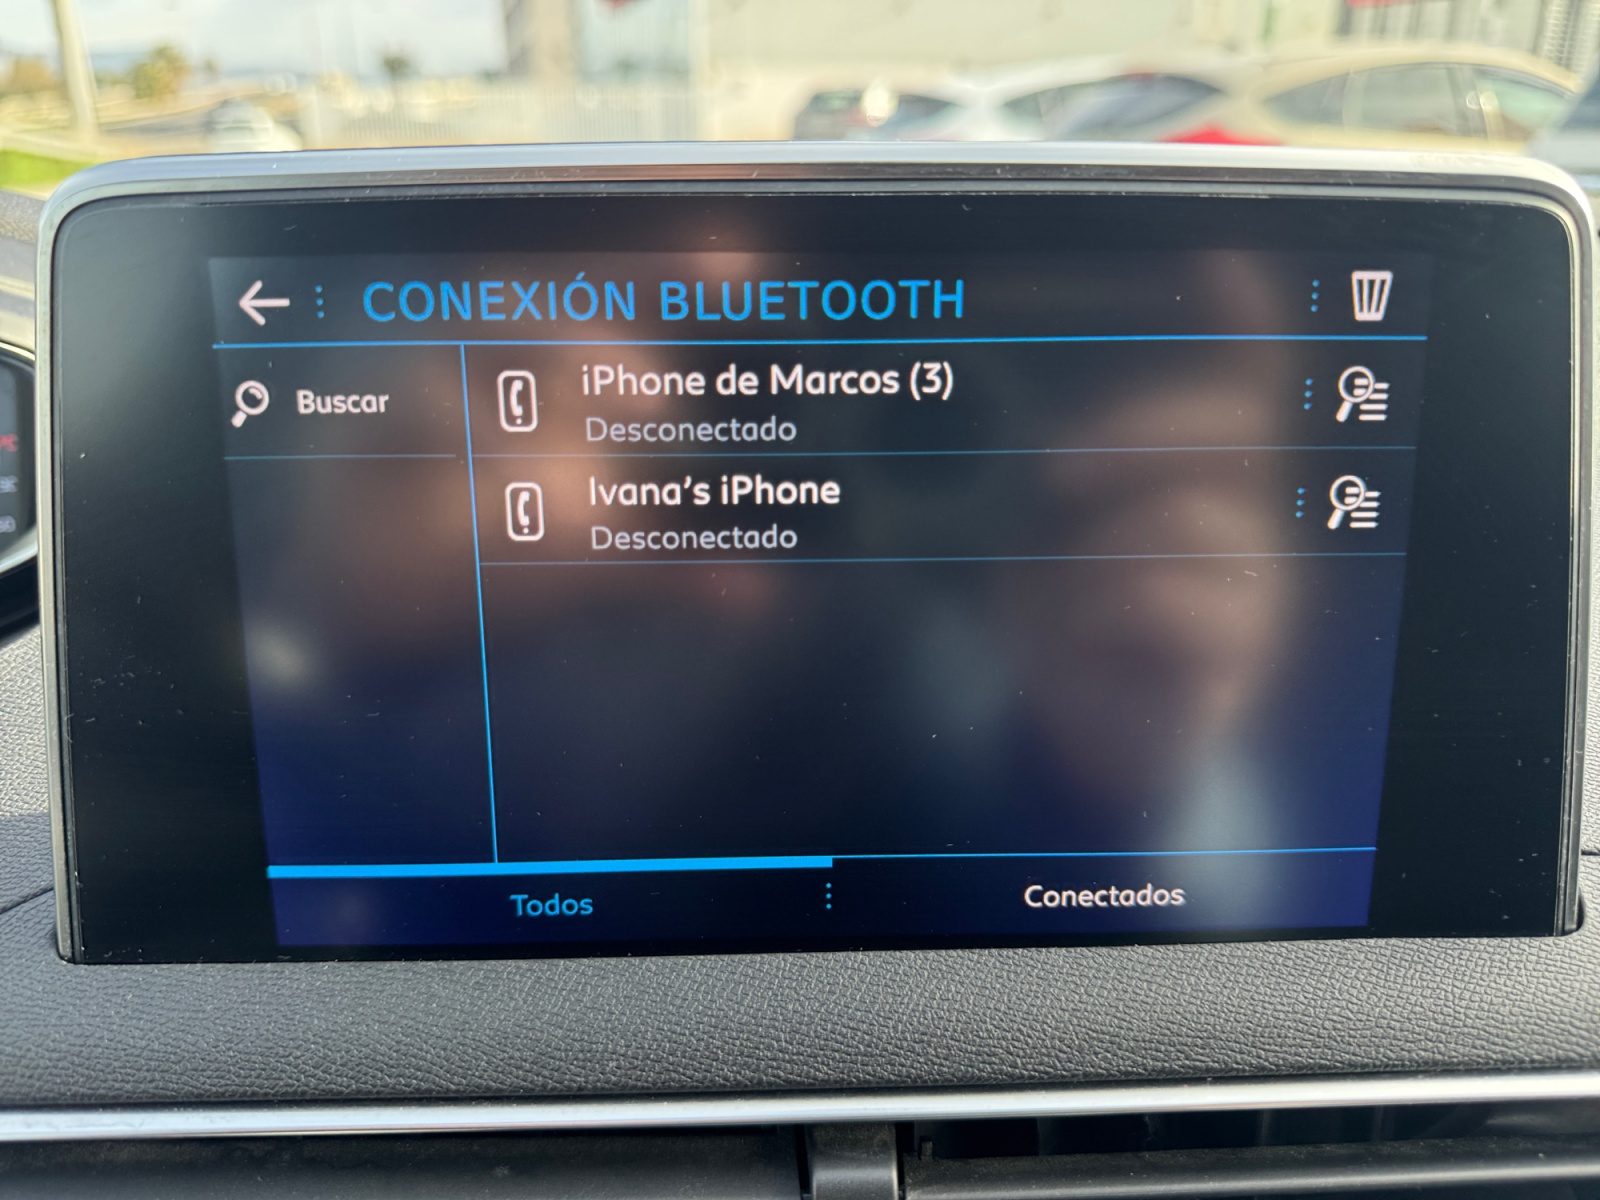 CONEXIÓN BLUETOOTH
Buscar
iPhone de Marcos (3)
Desconectado
Ivana's iPhone
Desconectado
Todos
Conectados